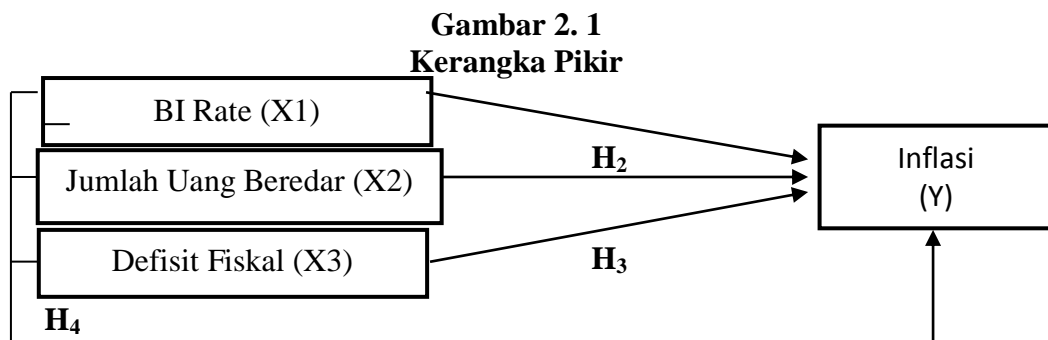 Gambar 2. 1
Kerangka Pikir
BI Rate (X1)
Jumlah Uang Beredar (X2)
Defisit Fiskal (X3)
H₂
H₃
H₄
Inflasi
(Y)